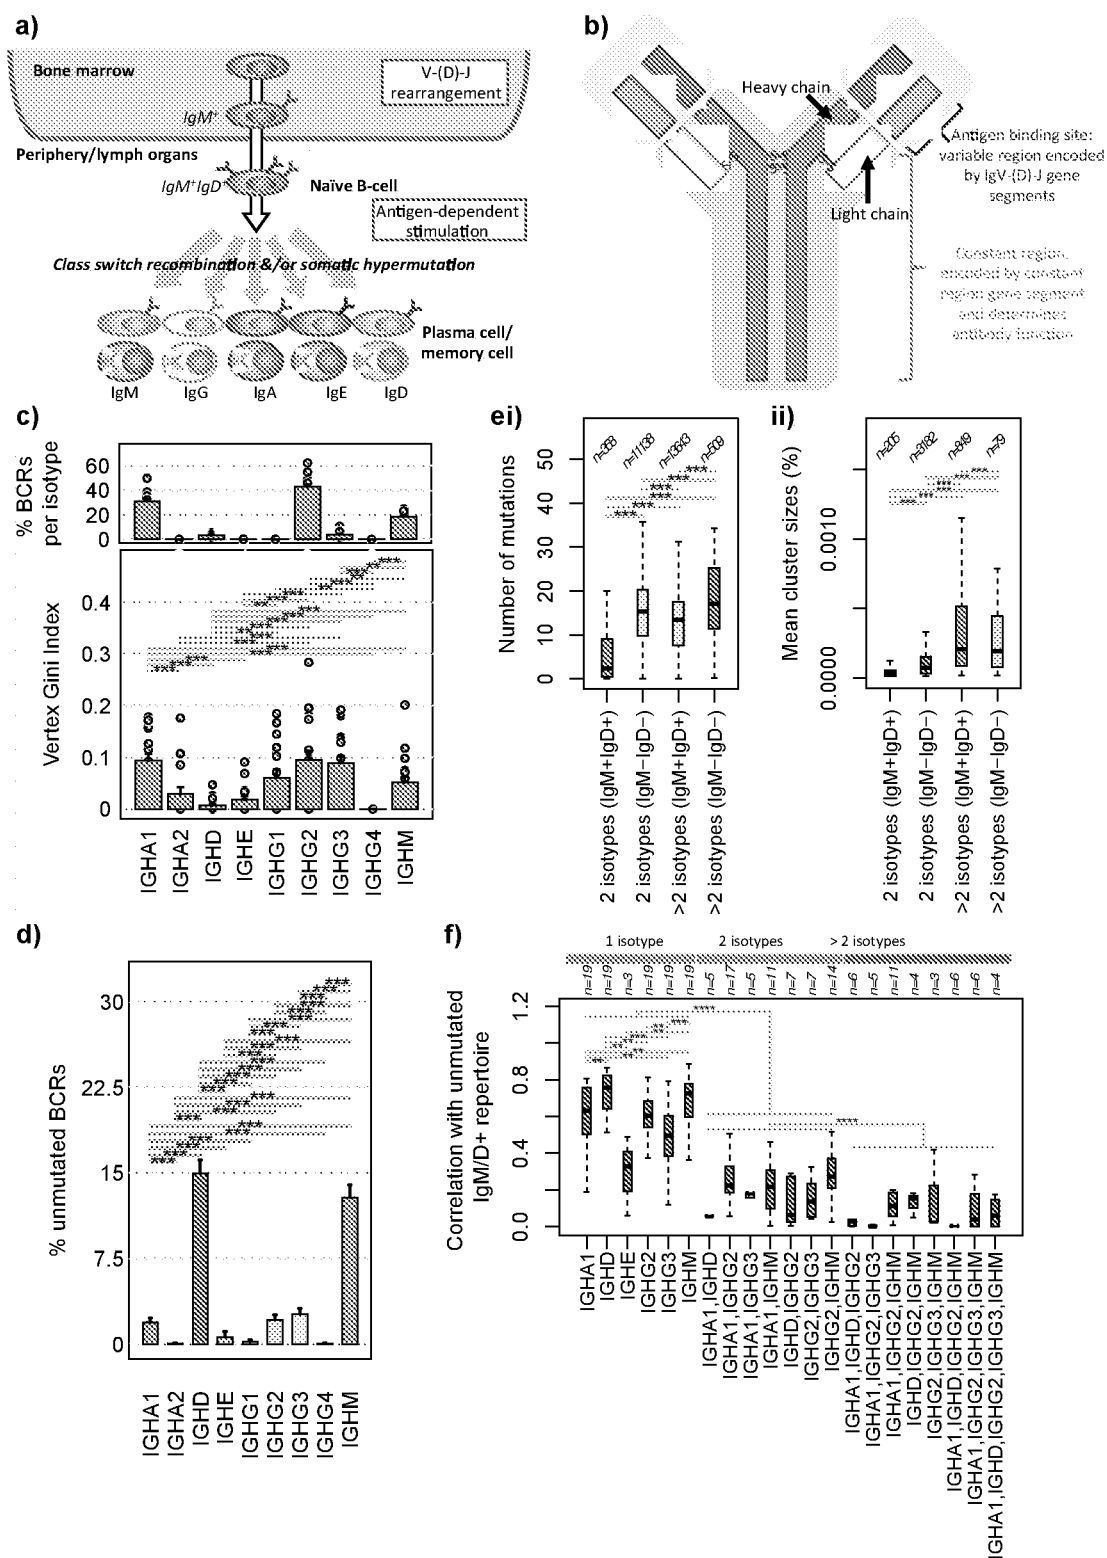 a)
Bone marrow
V-(D)-J
rearrangement
IgM+
Periphery/lymph organs
IgM+IgD+
Naïve B-cell
Antigen-dependent
stimulation
Class switch recombination &/or somatic hypermutation
Plasma cell/
memory cell
IgM
IgG
IgA
IgE
IgD
b)
Heavy chain
Antigen binding site:
variable region encoded
by IgV-(D)-J gene
segments
Light chain
Constant region,
encoded by constant
region gene segment
and determines
antibody function
c)
% BCRs
per isotype
60
40
20
0
Vertex Gini Index
0.4
0.3
0.2
0.1
0
IGHA1
IGHA2
IGHD
IGHE
IGHG1
IGHG2
IGHG3
IGHG4
IGHM
ei)
Number of mutations
50
40
30
20
10
0
n=11138
n=13643
n=509
2 isotypes (IgM+IgD+)
2 isotypes (IgM−IgD−)
>2 isotypes (IgM+IgD+)
>2 isotypes (IgM−IgD−)
ii)
Mean cluster sizes (%)
0.0010
0.0000
n=205
n=3182
n=849
n=79
2 isotypes (IgM+IgD+)
2 isotypes (IgM−IgD−)
>2 isotypes (IgM+IgD+)
>2 isotypes (IgM−IgD−)
d)
% unmutated BCRs
30
22.5
15
7.5
0
IGHA1
IGHA2
IGHD
IGHE
IGHG1
IGHG2
IGHG3
IGHG4
IGHM
f)
1 isotype
2 isotypes
> 2 isotypes
n=19
n=19
n=3
n=19
n=19
n=19
n=5
n=17
n=5
n=11
n=7
n=7
n=14
n=6
n=5
n=11
n=4
n=3
n=6
n=6
n=4
Correlation with unmutated
IgM/D+ repertoire
1.2
0.8
0.4
0.0
IGHA1
IGHD
IGHE
IGHG2
IGHG3
IGHM
IGHA1,IGHD
IGHA1,IGHG2
IGHA1,IGHG3
IGHA1,IGHM
IGHD,IGHG2
IGHG2,IGHG3
IGHG2,IGHM
IGHA1,IGHD,IGHG2
IGHA1,IGHG2,IGHG3
IGHA1,IGHG2,IGHM
IGHD,IGHG2,IGHM
IGHG2,IGHG3,IGHM
IGHA1,IGHD,IGHG2,IGHM
IGHA1,IGHG2,IGHG3,IGHM
IGHA1,IGHD,IGHG2,IGHG3,IGHM